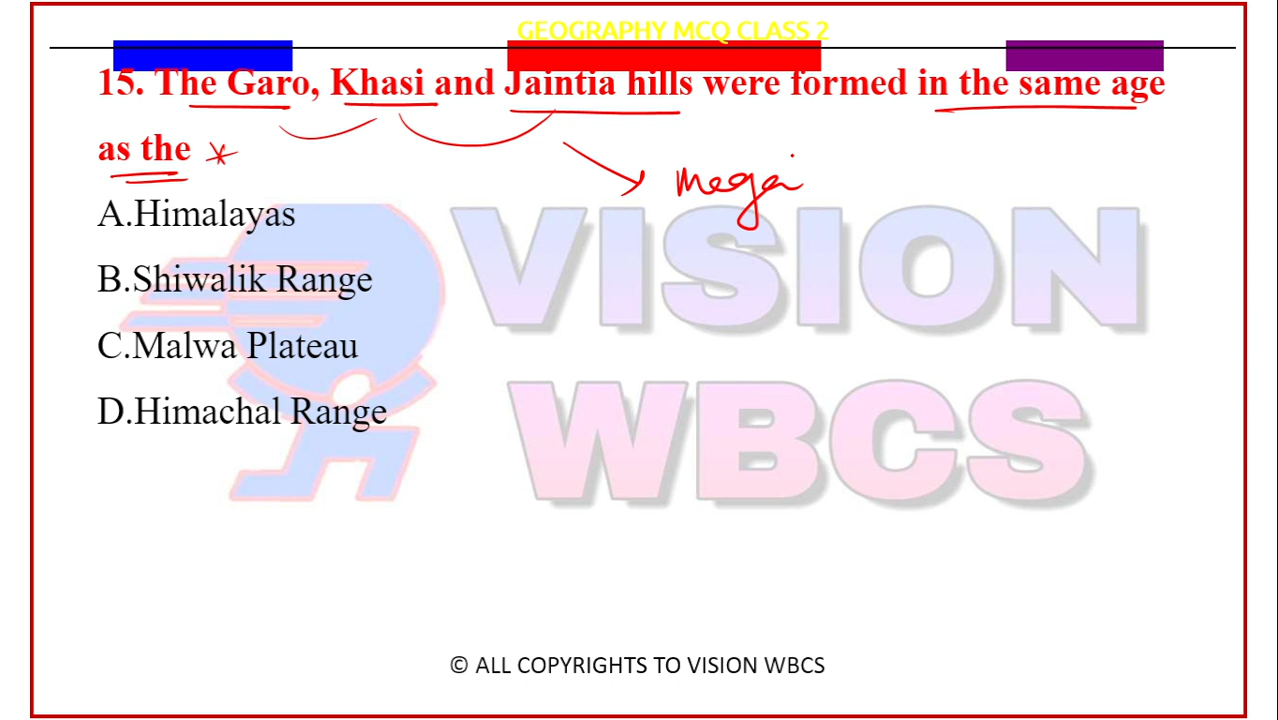 GEOGRAPHY MCQ CLASS 2
15. The Garo, Khasi and Jaintia hills were formed in the same age
as the *
mega
A.Himalayas
B.Shiwalik Range
C.Malwa Plateau
D.Himachal Range
VISION
WBCS
© ALL COPYRIGHTS TO VISION WBCS